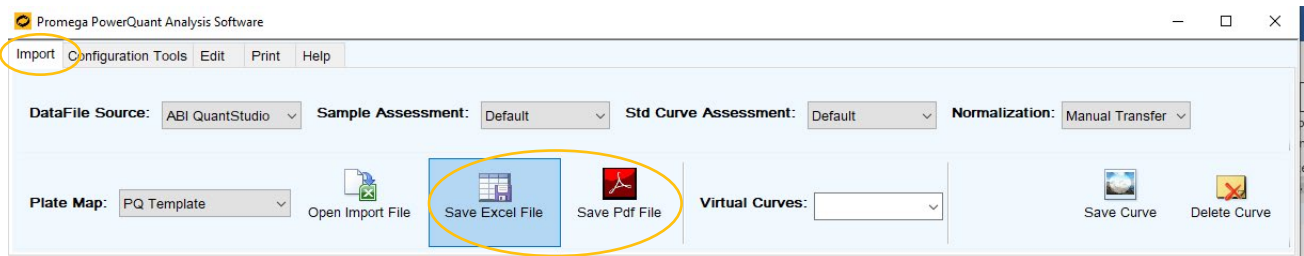 Promega PowerQuant Analysis Software
Import Configuration Tools Edit Print Help
DataFile Source: ABI QuantStudio Sample Assessment: Default Std Curve Assessment: Default Normalization: Manual Transfer
Plate Map: PQ Template Open Import File Save Excel File Save Pdf File Virtual Curves: Save Curve Delete Curve